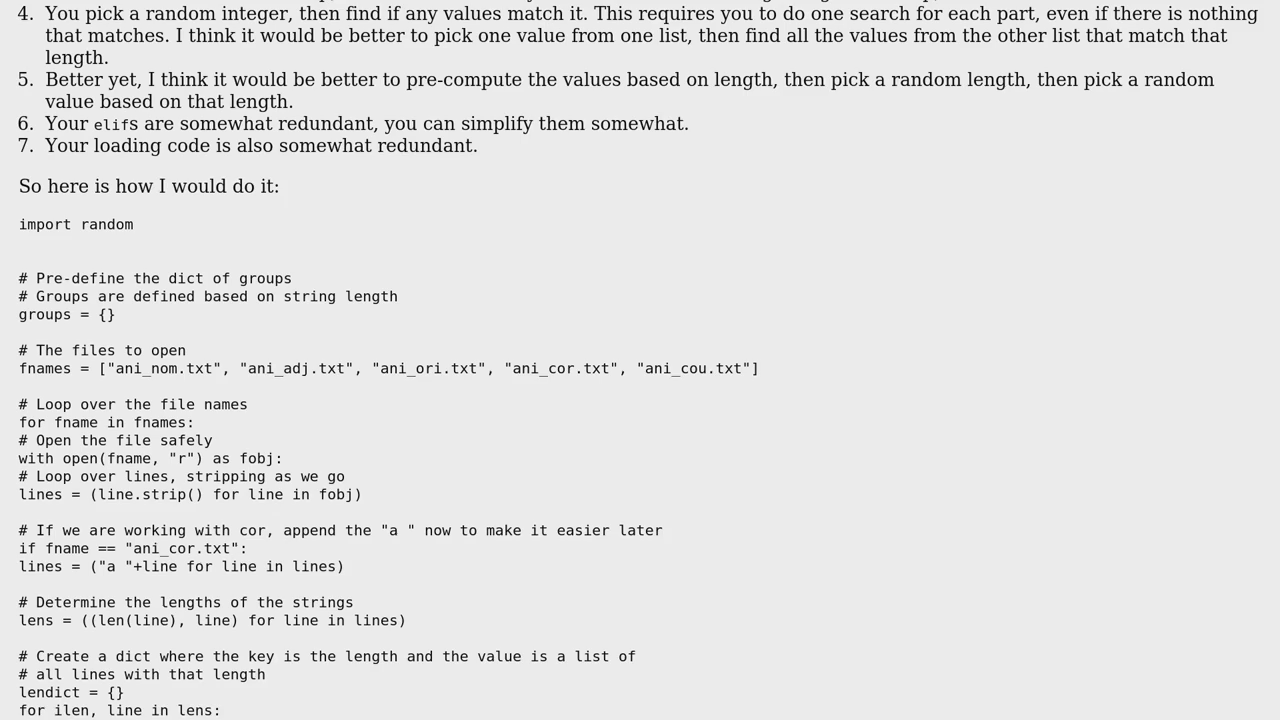 4. You pick a random integer, then find if any values match it. This requires you to do one search for each part, even if there is nothing
that matches. I think it would be better to pick one value from one list, then find all the values from the other list that match that
length.
5. Better yet, I think it would be better to pre-compute the values based on length, then pick a random length, then pick a random
value based on that length.
6. Your elifs are somewhat redundant, you can simplify them somewhat.
7. Your loading code is also somewhat redundant.
So here is how I would do it:
import random
# Pre-define the dict of groups
# Groups are defined based on string length
groups = {}
# The files to open
fnames = ["ani_nom.txt", "ani_adj.txt", "ani_ori.txt", "ani_cor.txt", "ani_cou.txt"]
# Loop over the file names
for fname in fnames:
# Open the file safely
with open(fname, "r") as fobj:
# Loop over lines, stripping as we go
lines = (line.strip() for line in fobj)
# If we are working with cor, append the "a " now to make it easier later
if fname == "ani_cor.txt":
lines = ("a "+line for line in lines)
# Determine the lengths of the strings
lens = ((len(line), line) for line in lines)
# Create a dict where the key is the length and the value is a list of
# all lines with that length
lendict = {}
for ilen, line in lens: